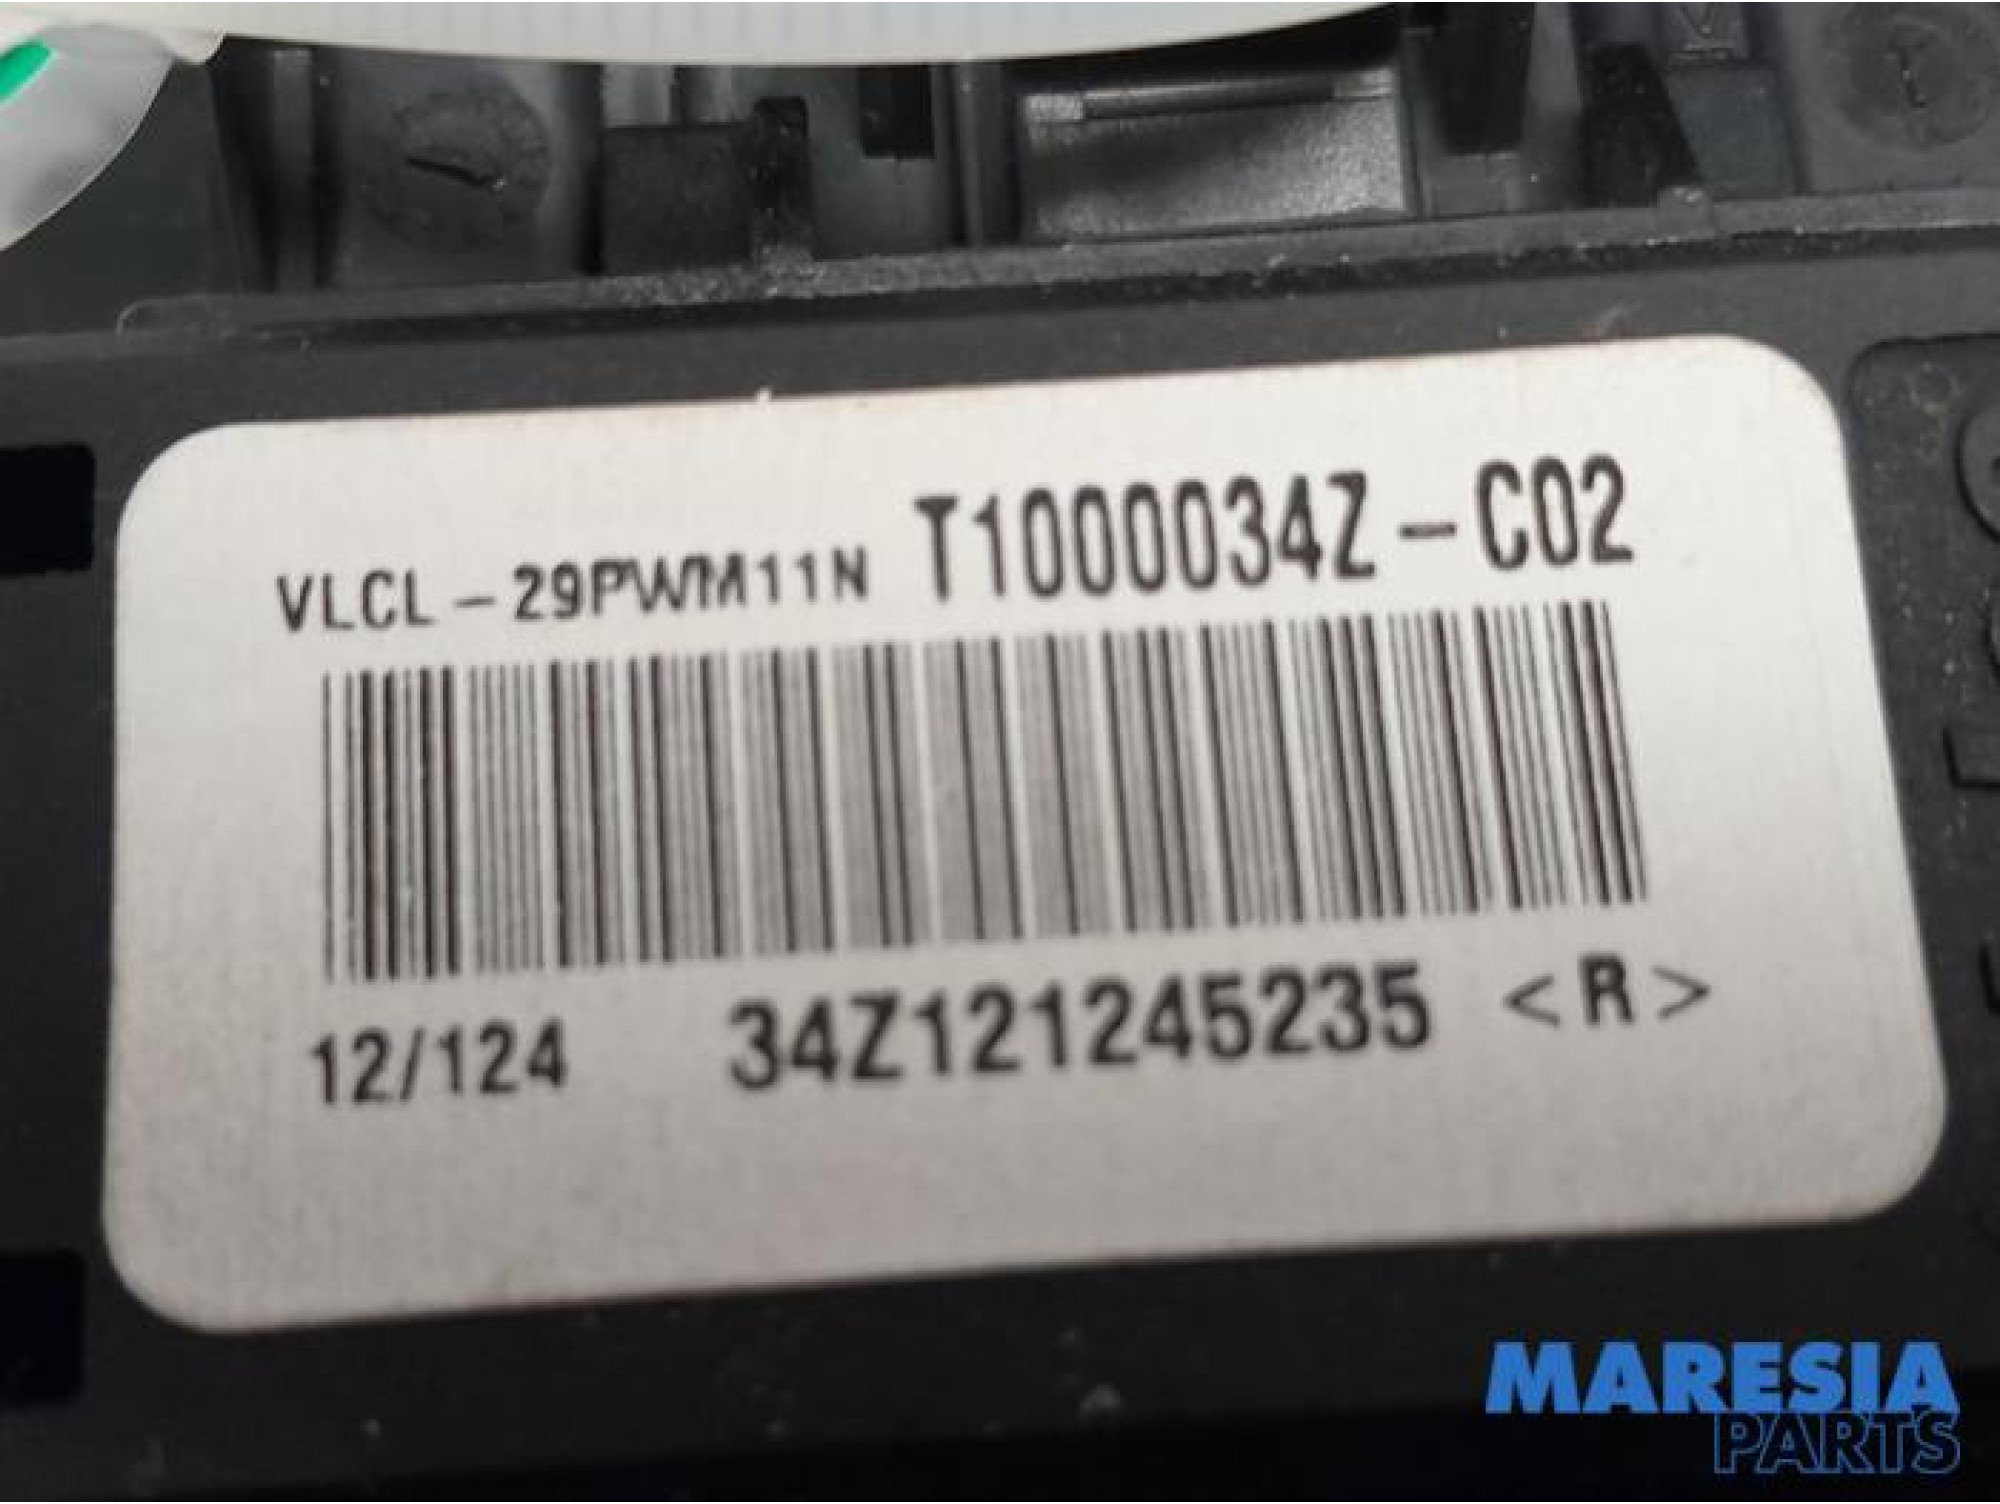 VLCL-29PWM11N T1000034Z-C02
12/124 34Z121245235 <R>
MARESIA
PARTS